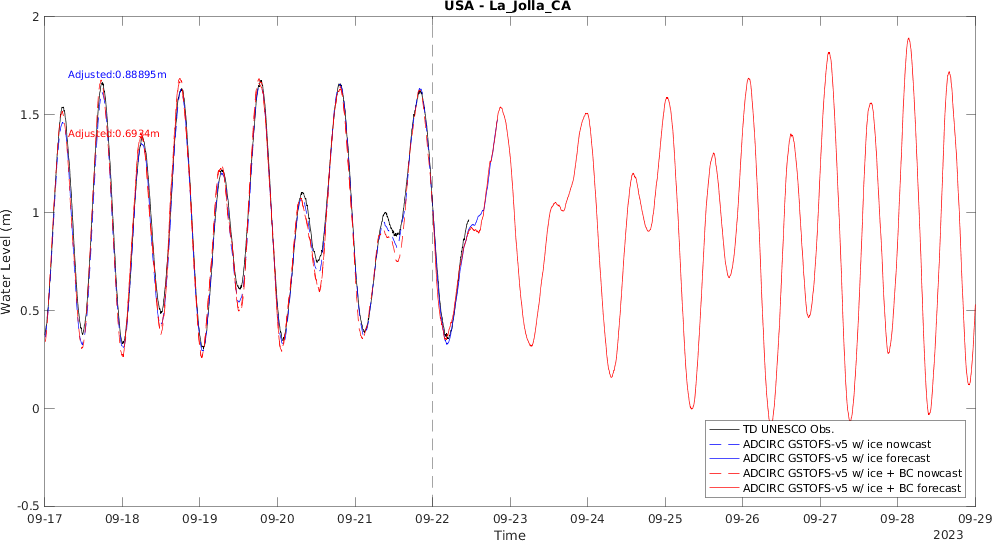 USA - La_Jolla_CA
2
1.5
1
0.5
0
-0.5
Water Level (m)
Adjusted:0.88895m
Adjusted:0.6934m
TD UNESCO Obs.
ADCIRC GSTOFS-v5 w/ ice nowcast
ADCIRC GSTOFS-v5 w/ ice forecast
ADCIRC GSTOFS-v5 w/ ice + BC nowcast
ADCIRC GSTOFS-v5 w/ ice + BC forecast
09-17 09-18 09-19 09-20 09-21 09-22 09-23 09-24 09-25 09-26 09-27 09-28 09-29
Time
2023